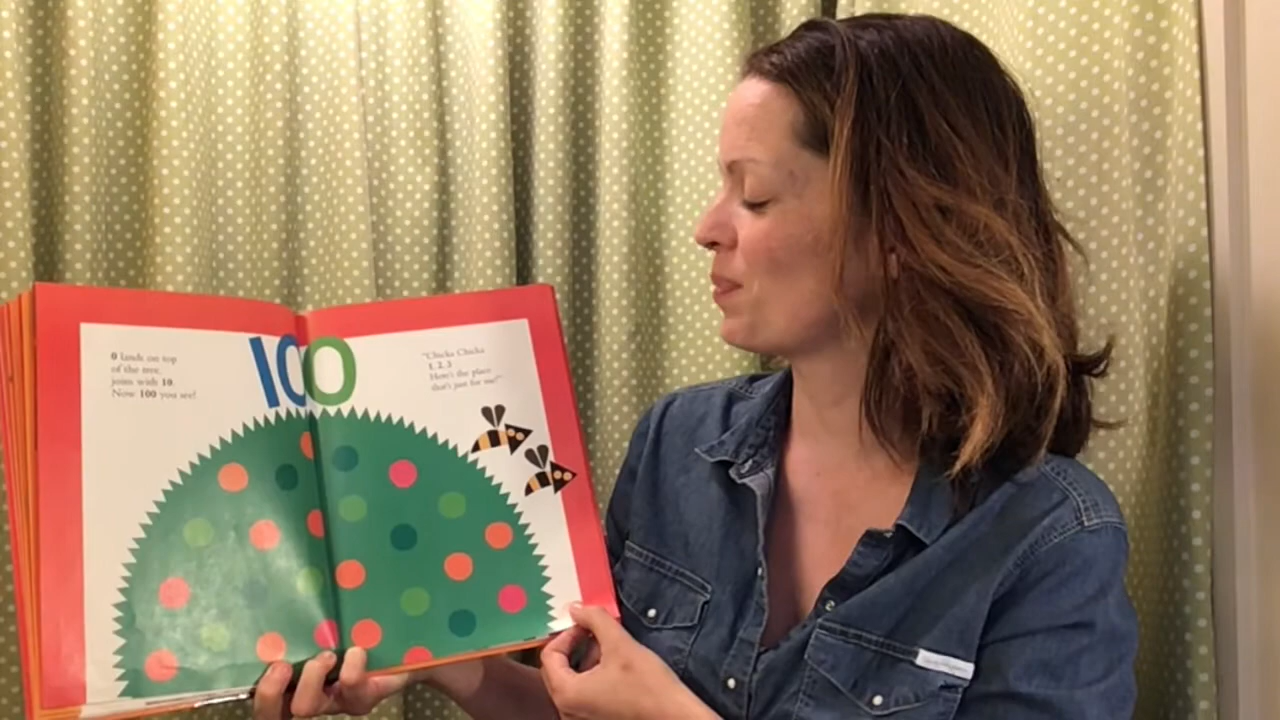 100
0 lands on top
of the tree,
joins with 10.
Now 100 you see!
"Chicka Chicka
1, 2, 3
Here's the place
that's just for me!"